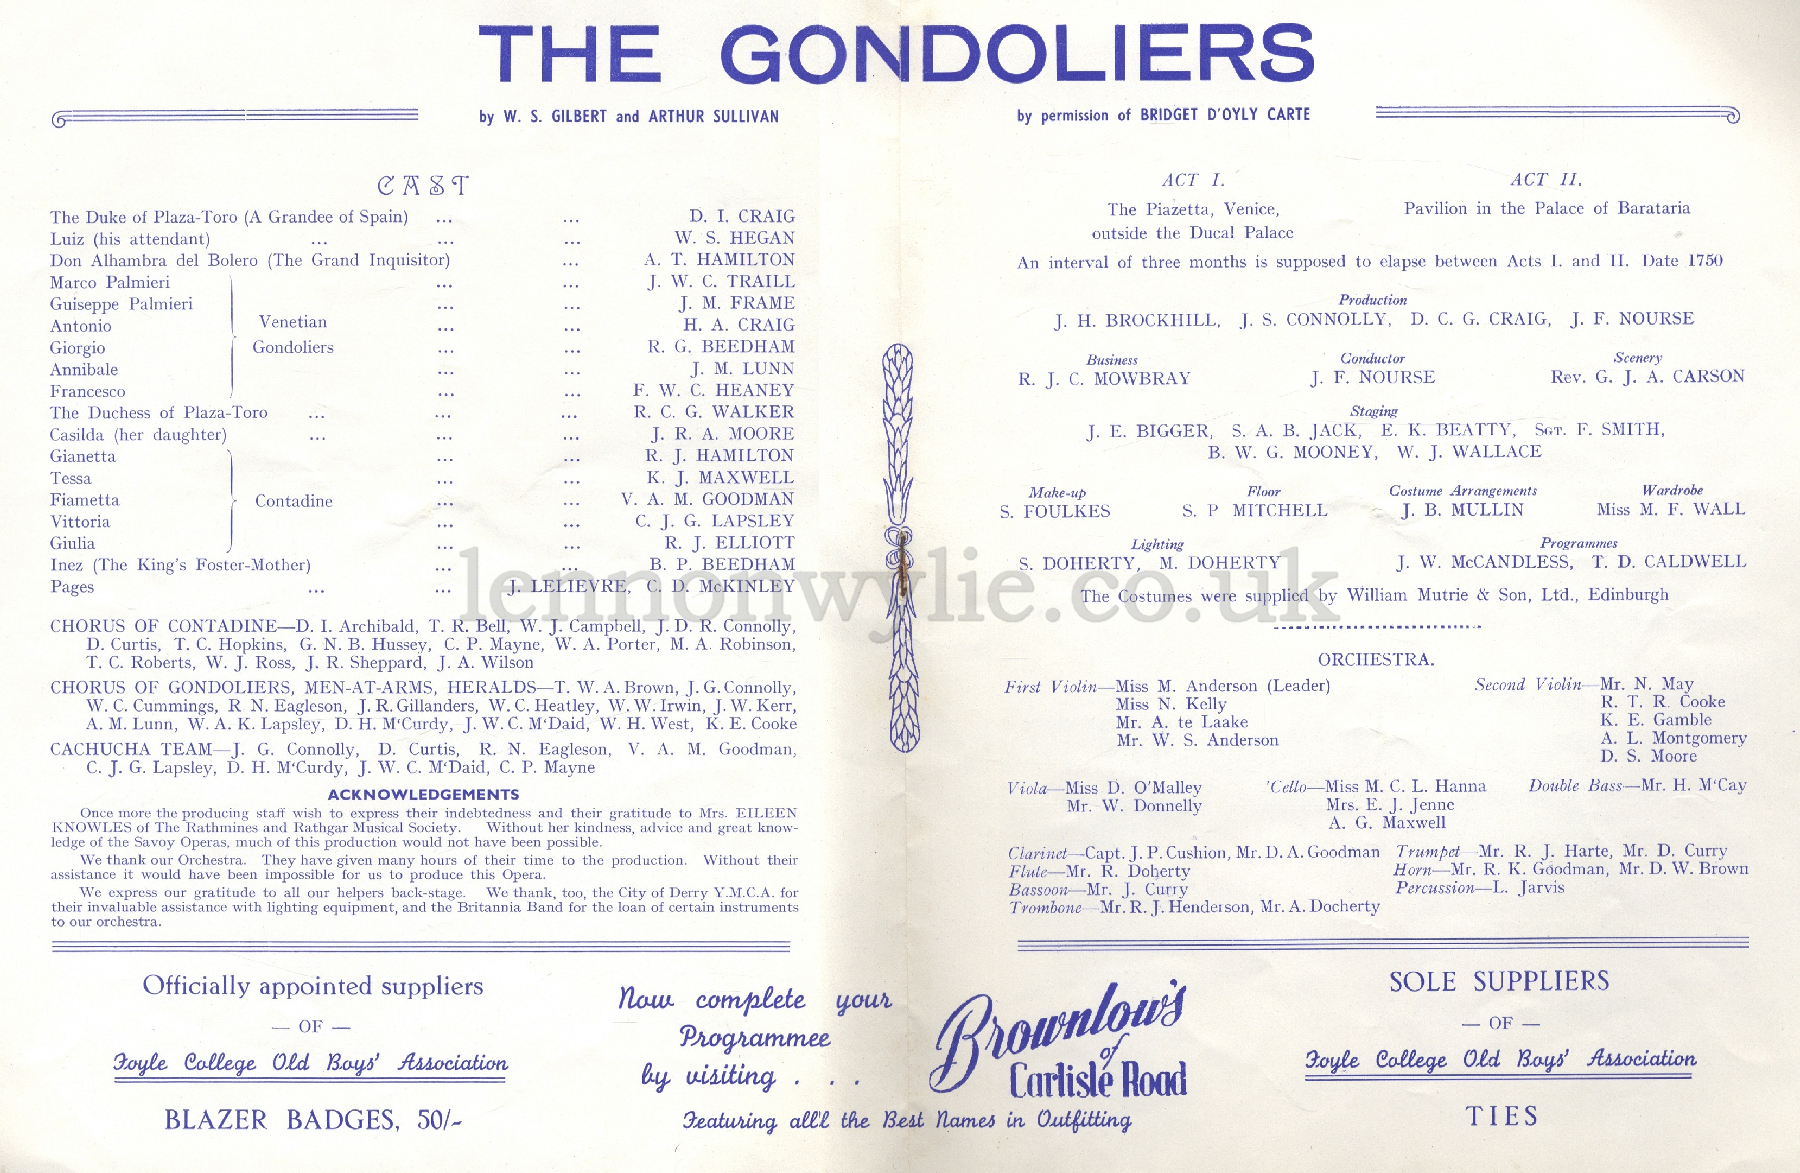 THE GONDOLIERS
by W. S. GILBERT and ARTHUR SULLIVAN
by permission of BRIDGET D'OYLY CARTE
CAST
The Duke of Plaza-Toro (A Grandee of Spain) ... ... D. I. CRAIG
Luiz (his attendant) ... ... ... W. S. HEGAN
Don Alhambra del Bolero (The Grand Inquisitor) ... A. T. HAMILTON
Marco Palmieri ... ... J. W. C. TRAILL
Guiseppe Palmieri ... ... J. M. FRAME
Antonio Venetian ... ... H. A. CRAIG
Giorgio Gondoliers ... ... R. G. BEEDHAM
Annibale ... ... J. M. LUNN
Francesco ... ... F. W. C. HEANEY
The Duchess of Plaza-Toro ... ... ... R. C. G. WALKER
Casilda (her daughter) ... ... ... J. R. A. MOORE
Gianetta ... ... R. J. HAMILTON
Tessa ... ... K. J. MAXWELL
Fiametta Contadine ... ... V. A. M. GOODMAN
Vittoria ... ... C. J. G. LAPSLEY
Giulia ... ... R. J. ELLIOTT
Inez (The King's Foster-Mother) ... ... B. P. BEEDHAM
Pages ... ... J. LELIEVRE, C. D. McKINLEY
CHORUS OF CONTADINE—D. I. Archibald, T. R. Bell, W. J. Campbell, J. D. R. Connolly,
D. Curtis, T. C. Hopkins, G. N. B. Hussey, C. P. Mayne, W. A. Porter, M. A. Robinson,
T. C. Roberts, W. J. Ross, J. R. Sheppard, J. A. Wilson
CHORUS OF GONDOLIERS, MEN-AT-ARMS, HERALDS—T. W. A. Brown, J. G. Connolly,
W. C. Cummings, R N. Eagleson, J. R. Gillanders, W. C. Heatley, W. W. Irwin, J. W. Kerr,
A. M. Lunn, W. A. K. Lapsley, D. H. M'Curdy, J. W. C. M'Daid, W. H. West, K. E. Cooke
CACHUCHA TEAM—J. G. Connolly, D. Curtis, R. N. Eagleson, V. A. M. Goodman,
C. J. G. Lapsley, D. H. M'Curdy, J. W. C. M'Daid, C. P. Mayne
ACKNOWLEDGEMENTS
Once more the producing staff wish to express their indebtedness and their gratitude to Mrs. EILEEN
KNOWLES of The Rathmines and Rathgar Musical Society. Without her kindness, advice and great know-
ledge of the Savoy Operas, much of this production would not have been possible.
We thank our Orchestra. They have given many hours of their time to the production. Without their
assistance it would have been impossible for us to produce this Opera.
We express our gratitude to all our helpers back-stage. We thank, too, the City of Derry Y.M.C.A. for
their invaluable assistance with lighting equipment, and the Britannia Band for the loan of certain instruments
to our orchestra.
ACT I. ACT II.
The Piazetta, Venice, Pavilion in the Palace of Barataria
outside the Ducal Palace
An interval of three months is supposed to elapse between Acts I. and II. Date 1750
Production
J. H. BROCKHILL, J. S. CONNOLLY, D. C. G. CRAIG, J. F. NOURSE
Business Conductor Scenery
R. J. C. MOWBRAY J. F. NOURSE Rev. G. J. A. CARSON
Staging
J. E. BIGGER, S. A. B. JACK, E. K. BEATTY, SGT. F. SMITH,
B. W. G. MOONEY, W. J. WALLACE
Make-up Floor Costume Arrangements Wardrobe
S. FOULKES S. P MITCHELL J. B. MULLIN Miss M. F. WALL
Lighting Programmes
S. DOHERTY, M. DOHERTY J. W. McCANDLESS, T. D. CALDWELL
The Costumes were supplied by William Mutrie & Son, Ltd., Edinburgh
ORCHESTRA.
First Violin—Miss M. Anderson (Leader) Second Violin—Mr. N. May
Miss N. Kelly R. T. R. Cooke
Mr. A. te Laake K. E. Gamble
Mr. W. S. Anderson A. L. Montgomery
D. S. Moore
Viola—Miss D. O'Malley 'Cello—Miss M. C. L. Hanna Double Bass—Mr. H. M'Cay
Mr. W. Donnelly Mrs. E. J. Jenne
A. G. Maxwell
Clarinet—Capt. J. P. Cushion, Mr. D. A. Goodman Trumpet—Mr. R. J. Harte, Mr. D. Curry
Flute—Mr. R. Doherty Horn—Mr. R. K. Goodman, Mr. D. W. Brown
Bassoon—Mr. J. Curry Percussion—L. Jarvis
Trombone—Mr. R. J. Henderson, Mr. A. Docherty
lennonwylie.co.uk
Officially appointed suppliers
— OF —
Foyle College Old Boys' Association
BLAZER BADGES, 50/-
Now complete your
Programmee
by visiting . . .
Brownlow's
of
Carlisle Road
Featuring all'l the Best Names in Outfitting
SOLE SUPPLIERS
— OF —
Foyle College Old Boys' Association
TIES